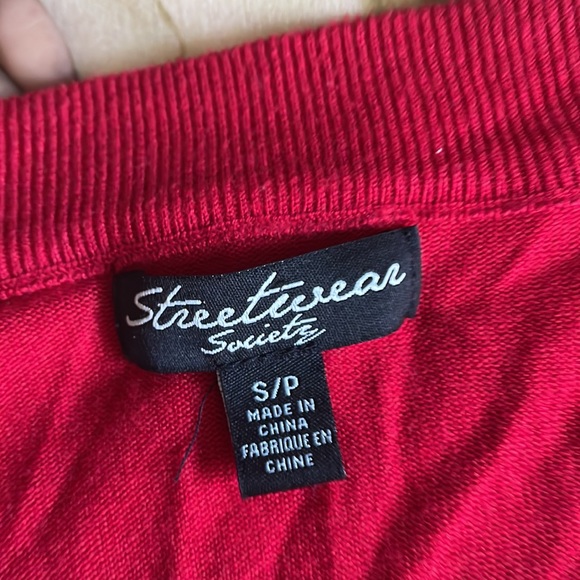 Streetwear
Society
S/P
MADE IN
CHINA
FABRIQUE EN
CHINE